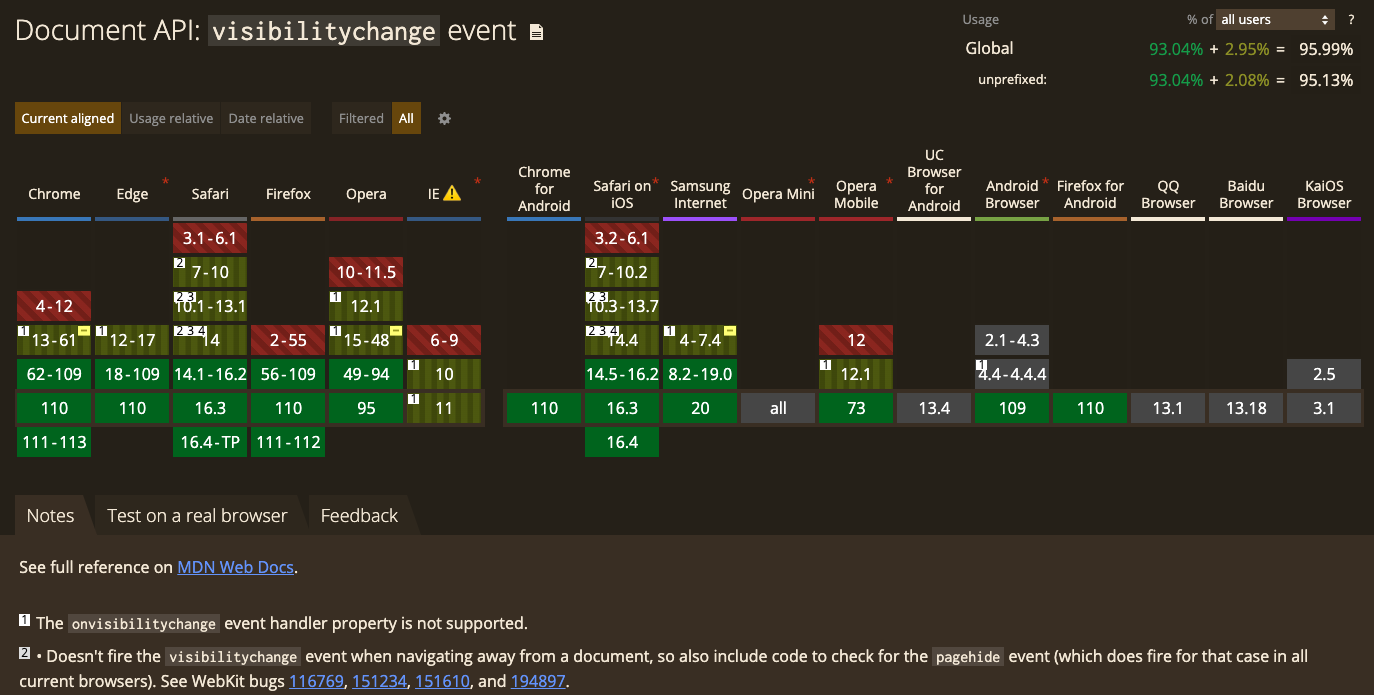 Document API: visibilitychange event
Usage % of all users ?
Global 93.04% + 2.95% = 95.99%
unprefixed: 93.04% + 2.08% = 95.13%
Current aligned Usage relative Date relative Filtered All
Chrome Edge * Safari Firefox Opera IE * Chrome for Android Safari on iOS * Samsung Internet Opera Mini * Opera Mobile * UC Browser for Android Android Browser * Firefox for Android QQ Browser Baidu Browser KaiOS Browser
3.1-6.1 3.2-6.1
2 7-10 10-11.5 2 7-10.2
4-12 2 3 10.1-13.1 1 12.1 2 3 10.3-13.7
1 13-61 1 12-17 2 3 4 14 2-55 1 15-48 6-9 2 3 4 14.4 1 4-7.4 12 2.1-4.3
62-109 18-109 14.1-16.2 56-109 49-94 1 10 14.5-16.2 8.2-19.0 1 12.1 1 4.4-4.4.4 2.5
110 110 16.3 110 95 1 11 110 16.3 20 all 73 13.4 109 110 13.1 13.18 3.1
111-113 16.4-TP 111-112 16.4
Notes Test on a real browser Feedback
See full reference on MDN Web Docs.
1 The onvisibilitychange event handler property is not supported.
2 • Doesn't fire the visibilitychange event when navigating away from a document, so also include code to check for the pagehide event (which does fire for that case in all
current browsers). See WebKit bugs 116769, 151234, 151610, and 194897.